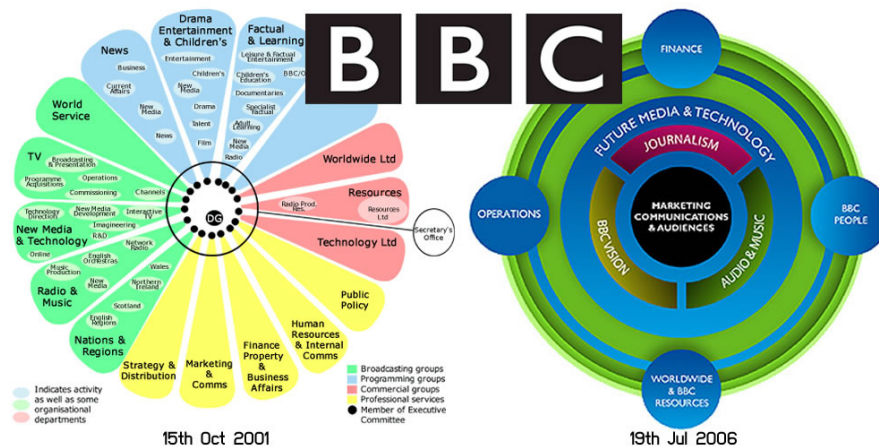 BBC
News
Business
Current
Affairs
New
Media
News
Drama
Entertainment
& Children's
Entertainment
Children's
New
Media
Drama
Talent
Film
Factual
& Learning
Leisure & Factual
Entertainment
Children's
Education
Documentaries
Specialist
Factual
Adult
Learning
New
Media
Radio
World
Service
TV
Broadcasting
& Presentation
Programme
Acquisitions
Operations
Commissioning
Channels
Technology
Direction
New Media
Development
Interactive
TV
New Media
& Technology
Imagineering
R&D
Online
Network
Radio
English
Orchestras
Music
Production
Radio &
Music
New
Media
Wales
Northern
Ireland
Scotland
English
Regions
Nations &
Regions
Worldwide Ltd
Resources
Radio Prod.
Res.
Resources
Ltd
Technology Ltd
Secretary's
Office
DG
Public
Policy
Human
Resources
& Internal
Comms
Finance
Property
&
Business
Affairs
Marketing
&
Comms
Strategy &
Distribution
Indicates activity
as well as some
organisational
departments
Broadcasting groups
Programming groups
Commercial groups
Professional services
Member of Executive
Committee
15th Oct 2001
FINANCE
FUTURE MEDIA & TECHNOLOGY
JOURNALISM
OPERATIONS
BBC VISION
MARKETING
COMMUNICATIONS
& AUDIENCES
AUDIO & MUSIC
BBC
PEOPLE
WORLDWIDE
& BBC
RESOURCES
19th Jul 2006